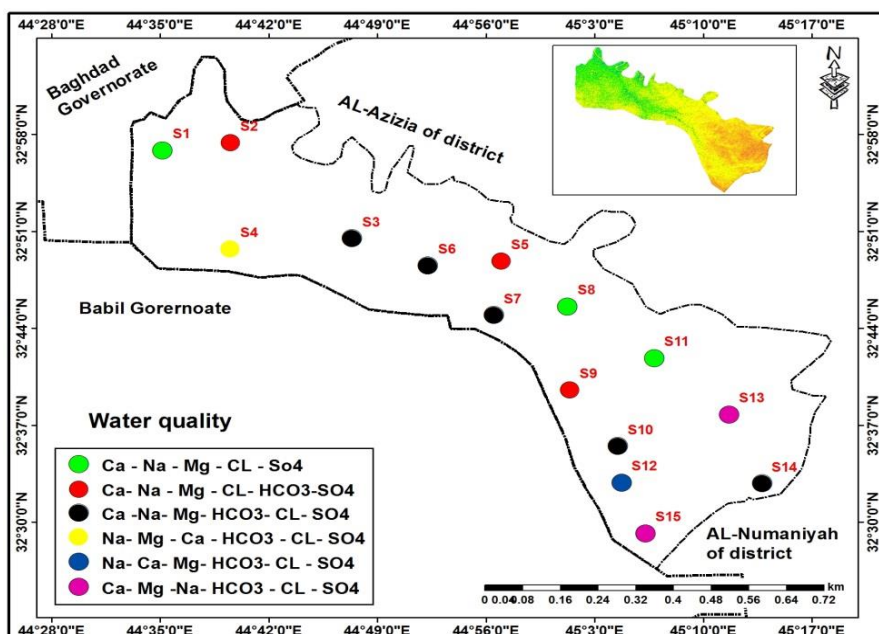 44°28'0"E 44°35'0"E 44°42'0"E 44°49'0"E 44°56'0"E 45°3'0"E 45°10'0"E 45°17'0"E
Baghdad
Governorate
AL-Azizia of district
N
32°58'0"N 32°58'0"N
S1 S2
32°51'0"N 32°51'0"N
S3
S4
S6
S5
Babil Gorernoate
S7
S8
32°44'0"N 32°44'0"N
S11
S9
S13
32°37'0"N 32°37'0"N
Water quality
S10
Ca - Na - Mg - CL - So4
Ca- Na - Mg - CL- HCO3-SO4
Ca -Na- Mg- HCO3- CL- SO4
Na- Mg - Ca - HCO3 - CL- SO4
Na- Ca- Mg- HCO3- CL - SO4
Ca- Mg -Na- HCO3 - CL - SO4
S12
S14
32°30'0"N 32°30'0"N
S15
AL-Numaniyah
of district
km
0 0.04 0.08 0.16 0.24 0.32 0.4 0.48 0.56 0.64 0.72
44°28'0"E 44°35'0"E 44°42'0"E 44°49'0"E 44°56'0"E 45°3'0"E 45°10'0"E 45°17'0"E